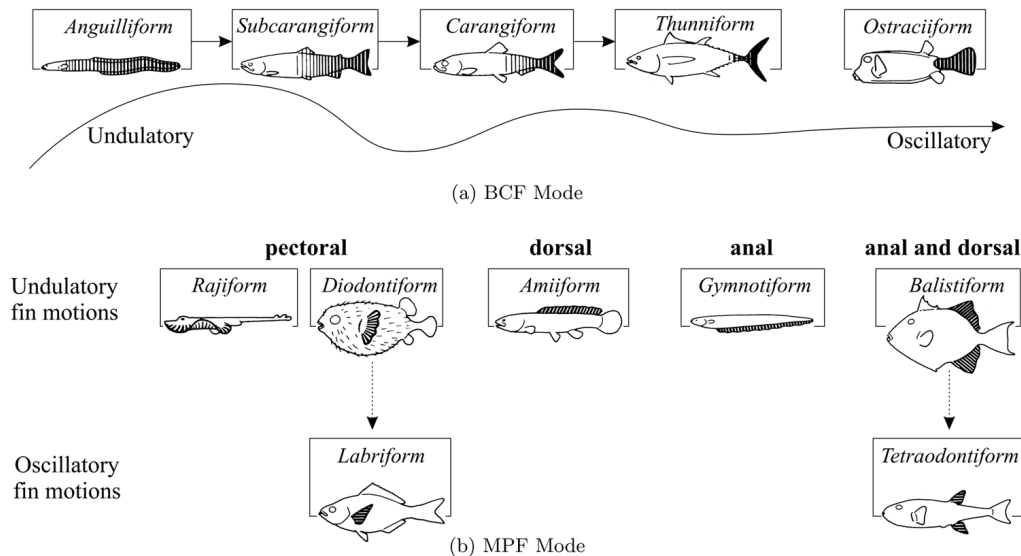 Anguilliform Subcarangiform Carangiform Thunniform Ostraciiform
Undulatory
Oscillatory
(a) BCF Mode
pectoral dorsal anal anal and dorsal
Undulatory
fin motions
Rajiform Diodontiform Amiiform Gymnotiform Balistiform
Oscillatory
fin motions
Labriform Tetraodontiform
(b) MPF Mode